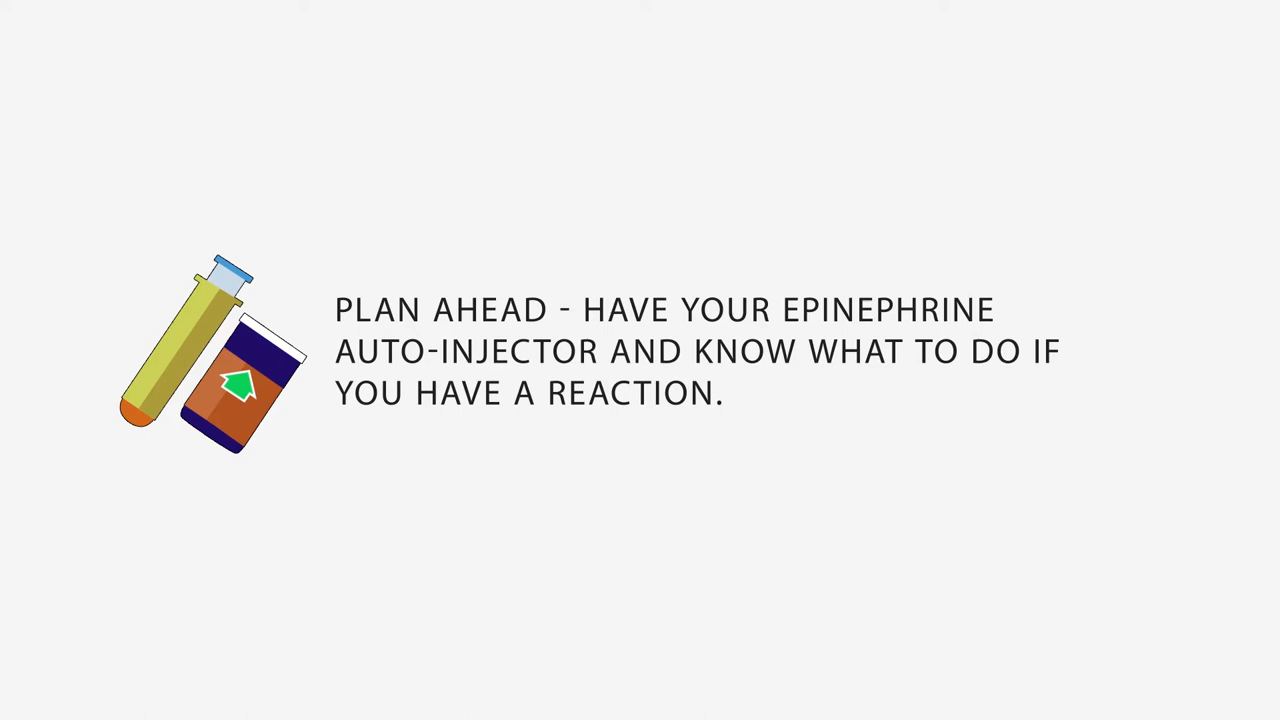 PLAN AHEAD - HAVE YOUR EPINEPHRINE
AUTO-INJECTOR AND KNOW WHAT TO DO IF
YOU HAVE A REACTION.